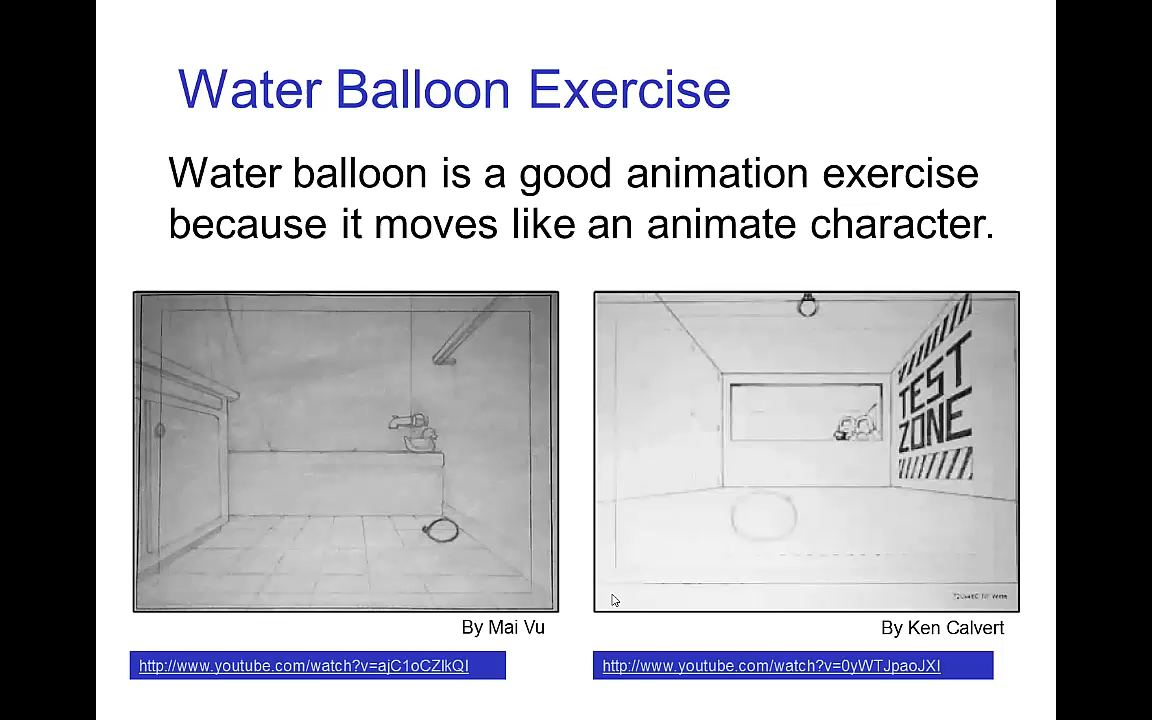 Water Balloon Exercise
Water balloon is a good animation exercise
because it moves like an animate character.
TEST
ZONE
By Mai Vu
By Ken Calvert
http://www.youtube.com/watch?v=ajC1oCZlkQI
http://www.youtube.com/watch?v=0yWTJpaoJXI